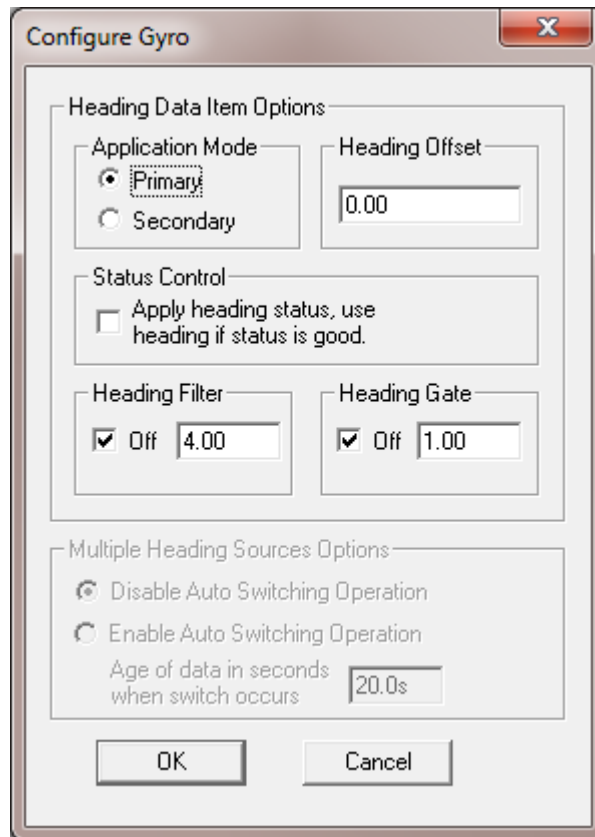 Configure Gyro
Heading Data Item Options
Application Mode
Primary
Secondary
Heading Offset
0.00
Status Control
Apply heading status, use
heading if status is good.
Heading Filter
Off 4.00
Heading Gate
Off 1.00
Multiple Heading Sources Options
Disable Auto Switching Operation
Enable Auto Switching Operation
Age of data in seconds
when switch occurs
20.0s
OK
Cancel